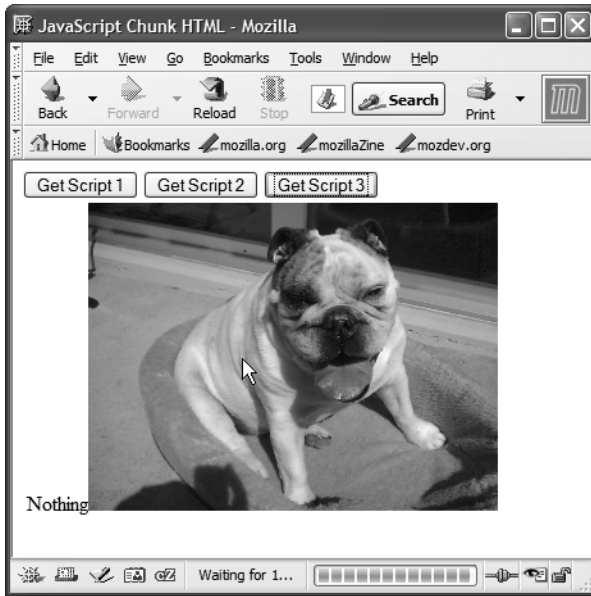 JavaScript Chunk HTML - Mozilla
File Edit View Go Bookmarks Tools Window Help
Back Forward Reload Stop Search Print
Home Bookmarks mozilla.org mozillaZine mozdev.org
Get Script 1 Get Script 2 Get Script 3
Nothing
Waiting for 1...